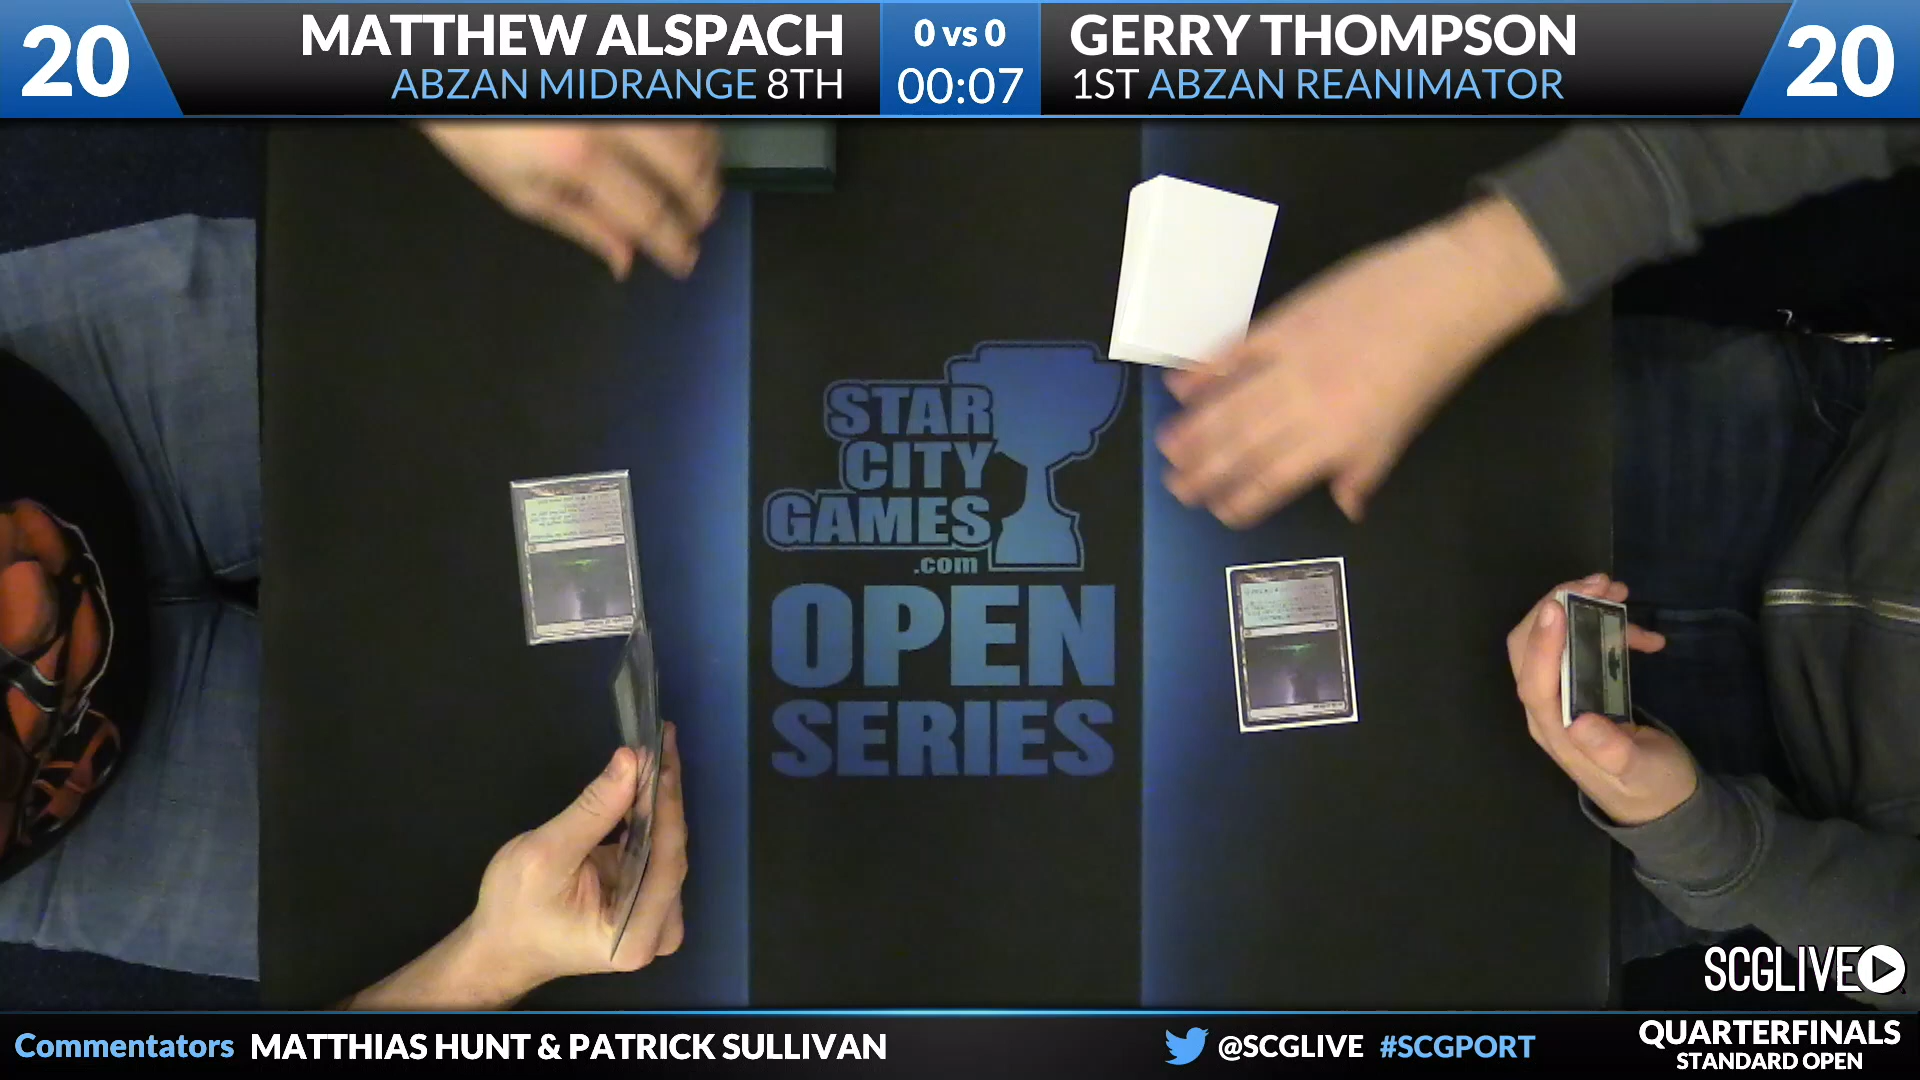 20
MATTHEW ALSPACH
ABZAN MIDRANGE 8TH
0 vs 0
00:07
GERRY THOMPSON
1ST ABZAN REANIMATOR
20
STAR
CITY
GAMES
.com
OPEN
SERIES
SCGLIVE
Commentators MATTHIAS HUNT & PATRICK SULLIVAN
@SCGLIVE #SCGPORT
QUARTERFINALS
STANDARD OPEN